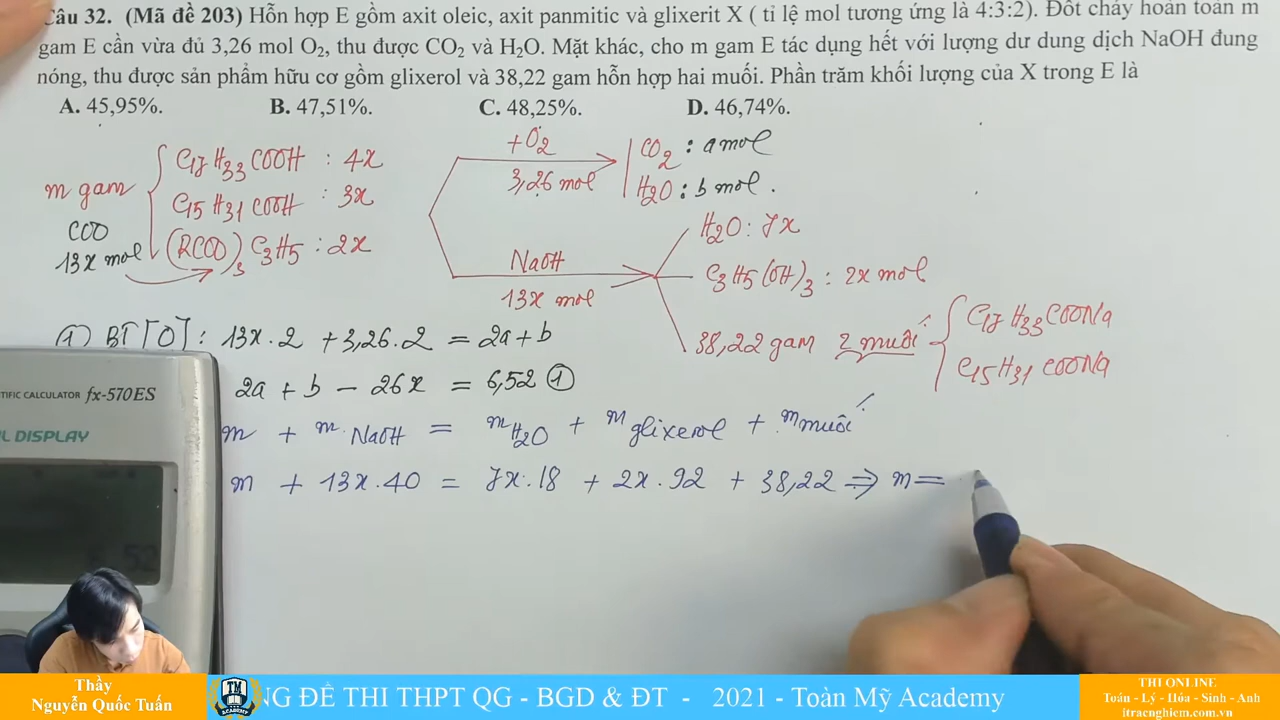 Câu 32. (Mã đề 203) Hỗn hợp E gồm axit oleic, axit panmitic và glixerit X ( tỉ lệ mol tương ứng là 4:3:2). Đốt cháy hoàn toàn m
gam E cần vừa đủ 3,26 mol O₂, thu được CO₂ và H₂O. Mặt khác, cho m gam E tác dụng hết với lượng dư dung dịch NaOH đung
nóng, thu được sản phẩm hữu cơ gồm glixerol và 38,22 gam hỗn hợp hai muối. Phần trăm khối lượng của X trong E là
A. 45,95%. B. 47,51%. C. 48,25%. D. 46,74%.
m gam
C17H33COOH : 4x
C15H31COOH : 3x
(RCOO)3C3H5 : 2x
COO
13x mol
+O2
3,26 mol
CO2 : a mol
H2O : b mol.
NaOH
13x mol
H2O : 7x
C3H5(OH)3 : 2x mol
38,22 gam 2 muối
C17H33COONa
C15H31COONa
① BT[O] : 13x.2 + 3,26.2 = 2a+b
2a + b - 26x = 6,52 ①
m + m NaOH = m H2O + m glixerol + m muối
m + 13x.40 = 7x.18 + 2x.92 + 38,22 ⇒ m =
fx-570ES
DISPLAY
Thầy
Nguyễn Quốc Tuấn
TM
NG ĐỀ THI THPT QG - BGD & ĐT - 2021 - Toàn Mỹ Academy
THI ONLINE
Toán - Lý - Hóa - Sinh - Anh
itracnghiem.com.vn